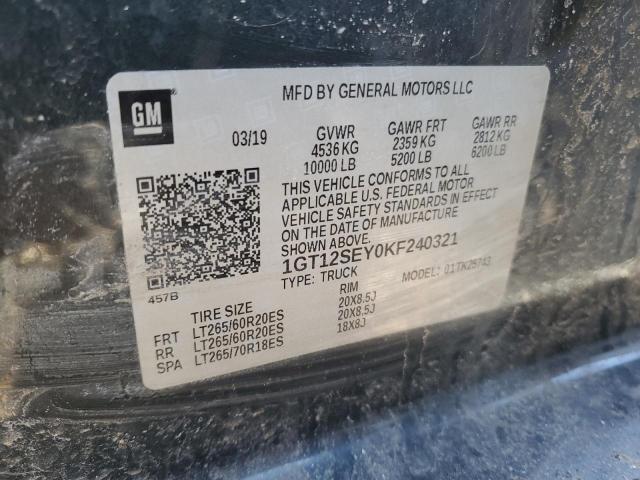 GM
MFD BY GENERAL MOTORS LLC
03/19 GVWR GAWR FRT GAWR RR
4536 KG 2359 KG 2812 KG
10000 LB 5200 LB 6200 LB
THIS VEHICLE CONFORMS TO ALL
APPLICABLE U.S. FEDERAL MOTOR
VEHICLE SAFETY STANDARDS IN EFFECT
ON THE DATE OF MANUFACTURE
1GT12SEY0KF240321
TYPE: TRUCK MODEL: 01TK25743
457B
TIRE SIZE RIM
FRT LT265/60R20ES 20X8.5J
RR LT265/60R20ES 20X8.5J
SPA LT265/70R18ES 18X8J